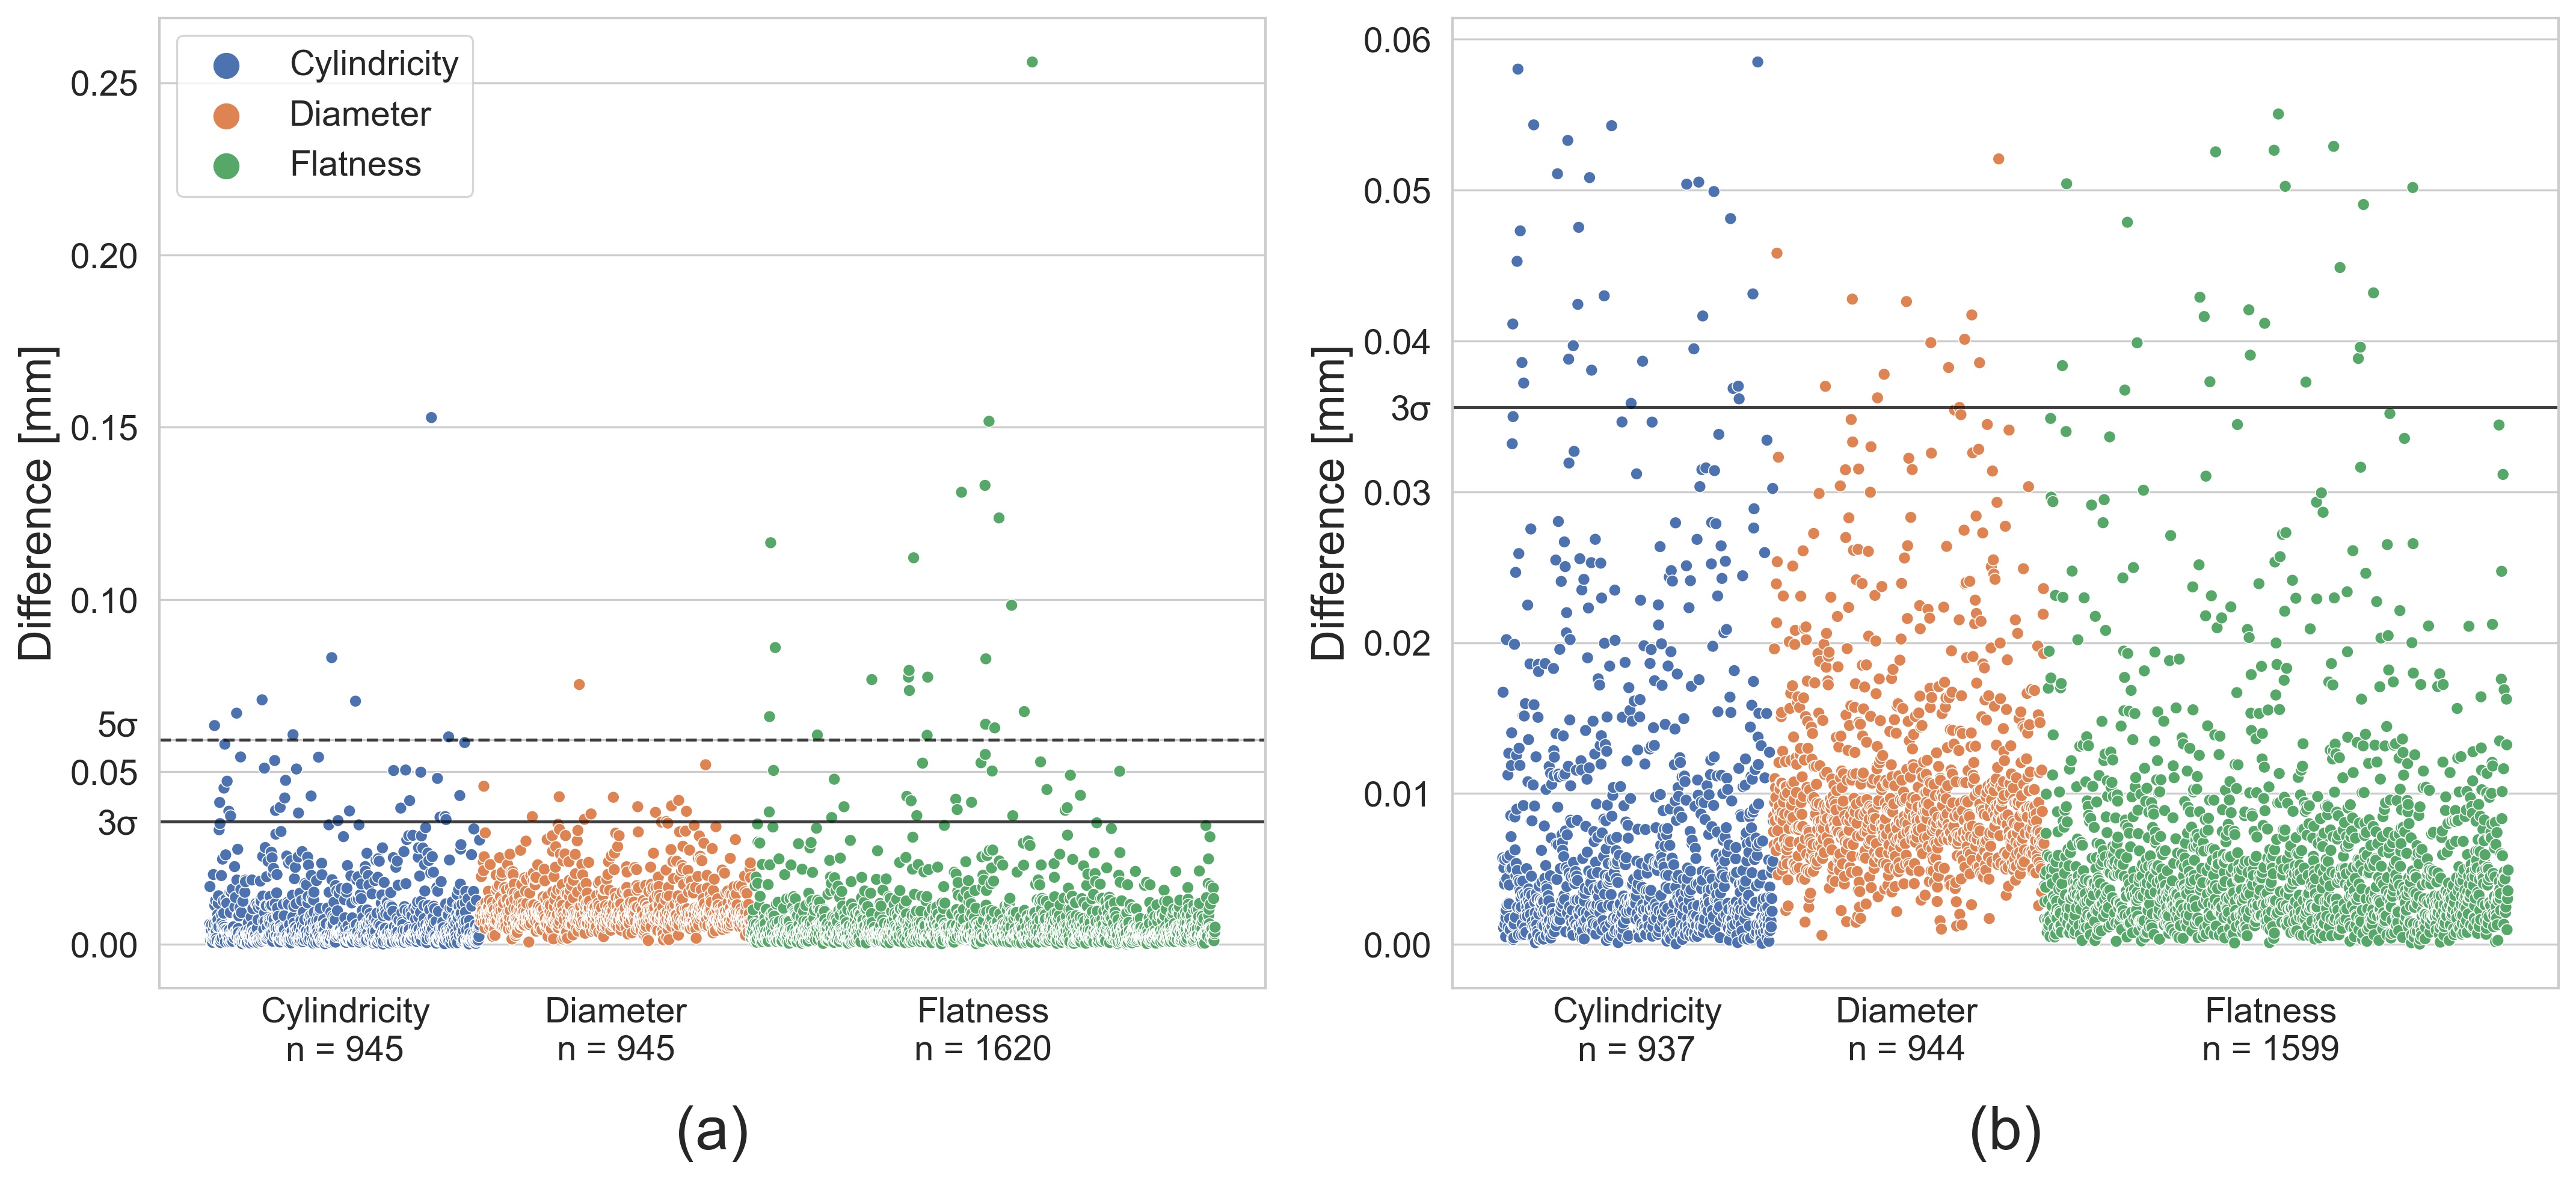 Difference [mm]
0.25
0.20
0.15
0.10
5σ
0.05
3σ
0.00
Cylindricity
Diameter
Flatness
Cylindricity
n = 945
Diameter
n = 945
Flatness
n = 1620
(a)
Difference [mm]
0.06
0.05
0.04
3σ
0.03
0.02
0.01
0.00
Cylindricity
n = 937
Diameter
n = 944
Flatness
n = 1599
(b)